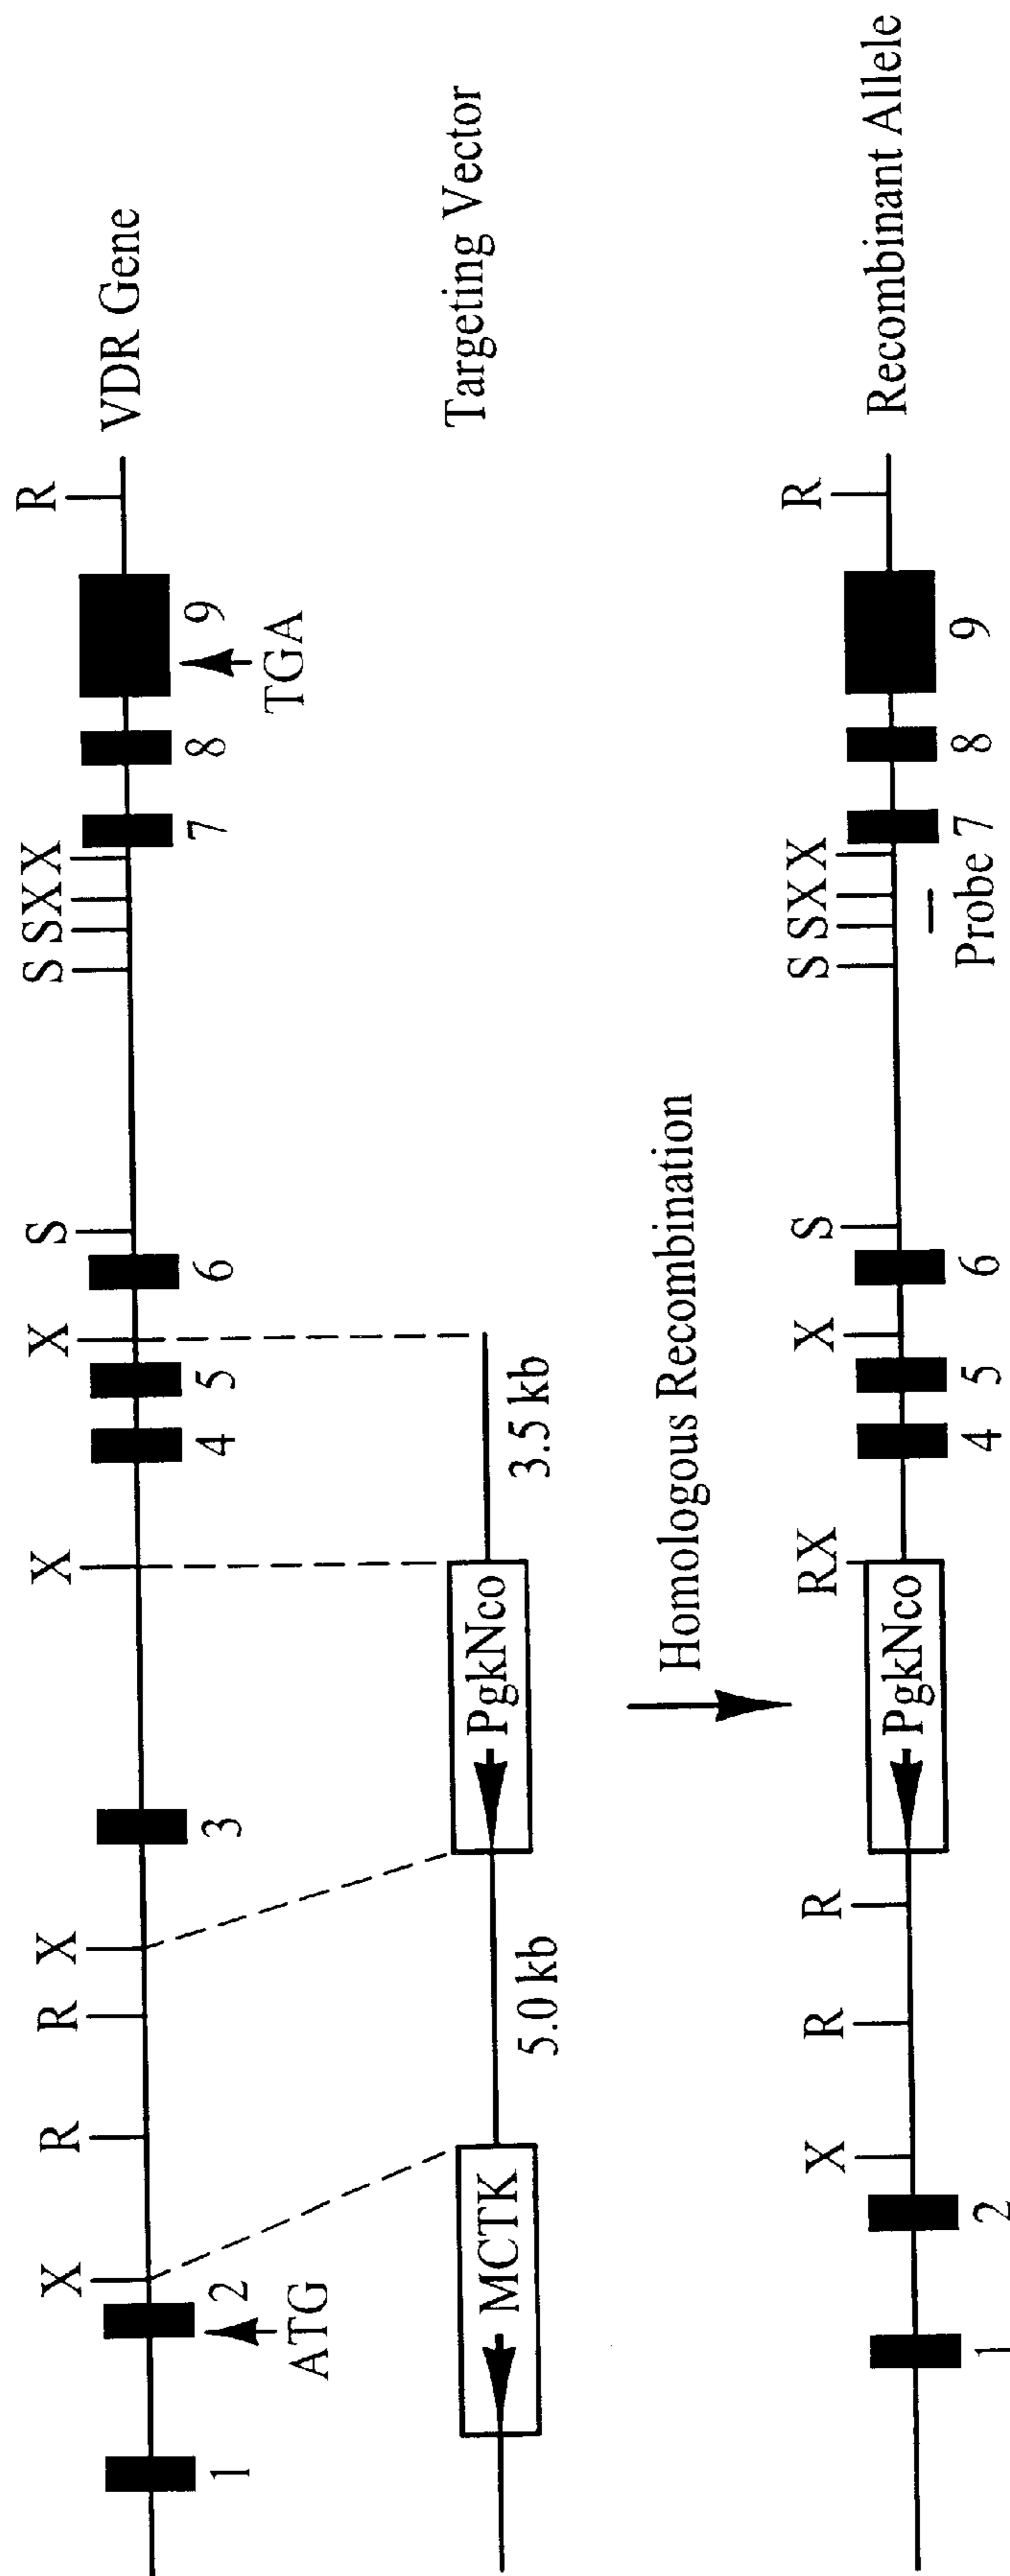 X R R X X X S S S X X R
VDR Gene
1 2 3 4 5 6 7 8 9
ATG
TGA
MCTK
5.0 kb
PgkNco
3.5 kb
Targeting Vector
Homologous Recombination
X R R RX X S S S X X R
PgkNco
Recombinant Allele
1 2 4 5 6 Probe 7 8 9